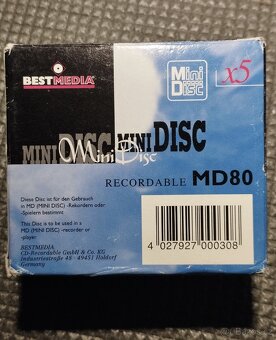 BESTMEDIA
Mini
Disc
x5
MINI DISC MINI DISC
Mini Disc
RECORDABLE MD80
Diese Disc ist für den Gebrauch
in MD (MINI DISC) -Rekordern oder
-Spielern bestimmt
This Disc is to be used in a
MD (MINI DISC) -recorder or
-player
BESTMEDIA
CD-Recordable GmbH & Co. KG
Industriestraße 48 - 49451 Holdorf
Germany
4 027927 000308